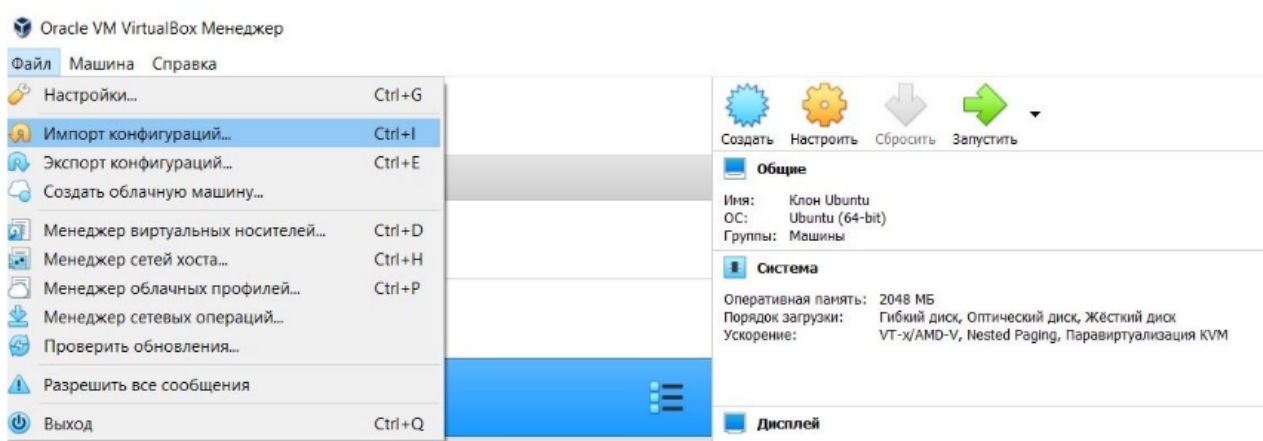 Oracle VM VirtualBox Менеджер
Файл Машина Справка
Настройки... Ctrl+G
Импорт конфигураций... Ctrl+I
Экспорт конфигураций... Ctrl+E
Создать облачную машину...
Менеджер виртуальных носителей... Ctrl+D
Менеджер сетей хоста... Ctrl+H
Менеджер облачных профилей... Ctrl+P
Менеджер сетевых операций...
Проверить обновления...
Разрешить все сообщения
Выход Ctrl+Q
Создать Настроить Сбросить Запустить
Общие
Имя: Клон Ubuntu
ОС: Ubuntu (64-bit)
Группы: Машины
Система
Оперативная память: 2048 МБ
Порядок загрузки: Гибкий диск, Оптический диск, Жёсткий диск
Ускорение: VT-x/AMD-V, Nested Paging, Паравиртуализация KVM
Дисплей